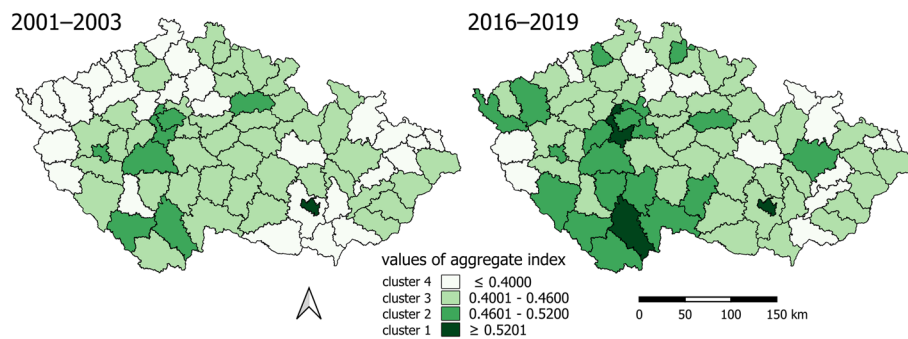 2001–2003
2016–2019
values of aggregate index
cluster 4 ≤ 0.4000
cluster 3 0.4001 - 0.4600
cluster 2 0.4601 - 0.5200
cluster 1 ≥ 0.5201
0 50 100 150 km